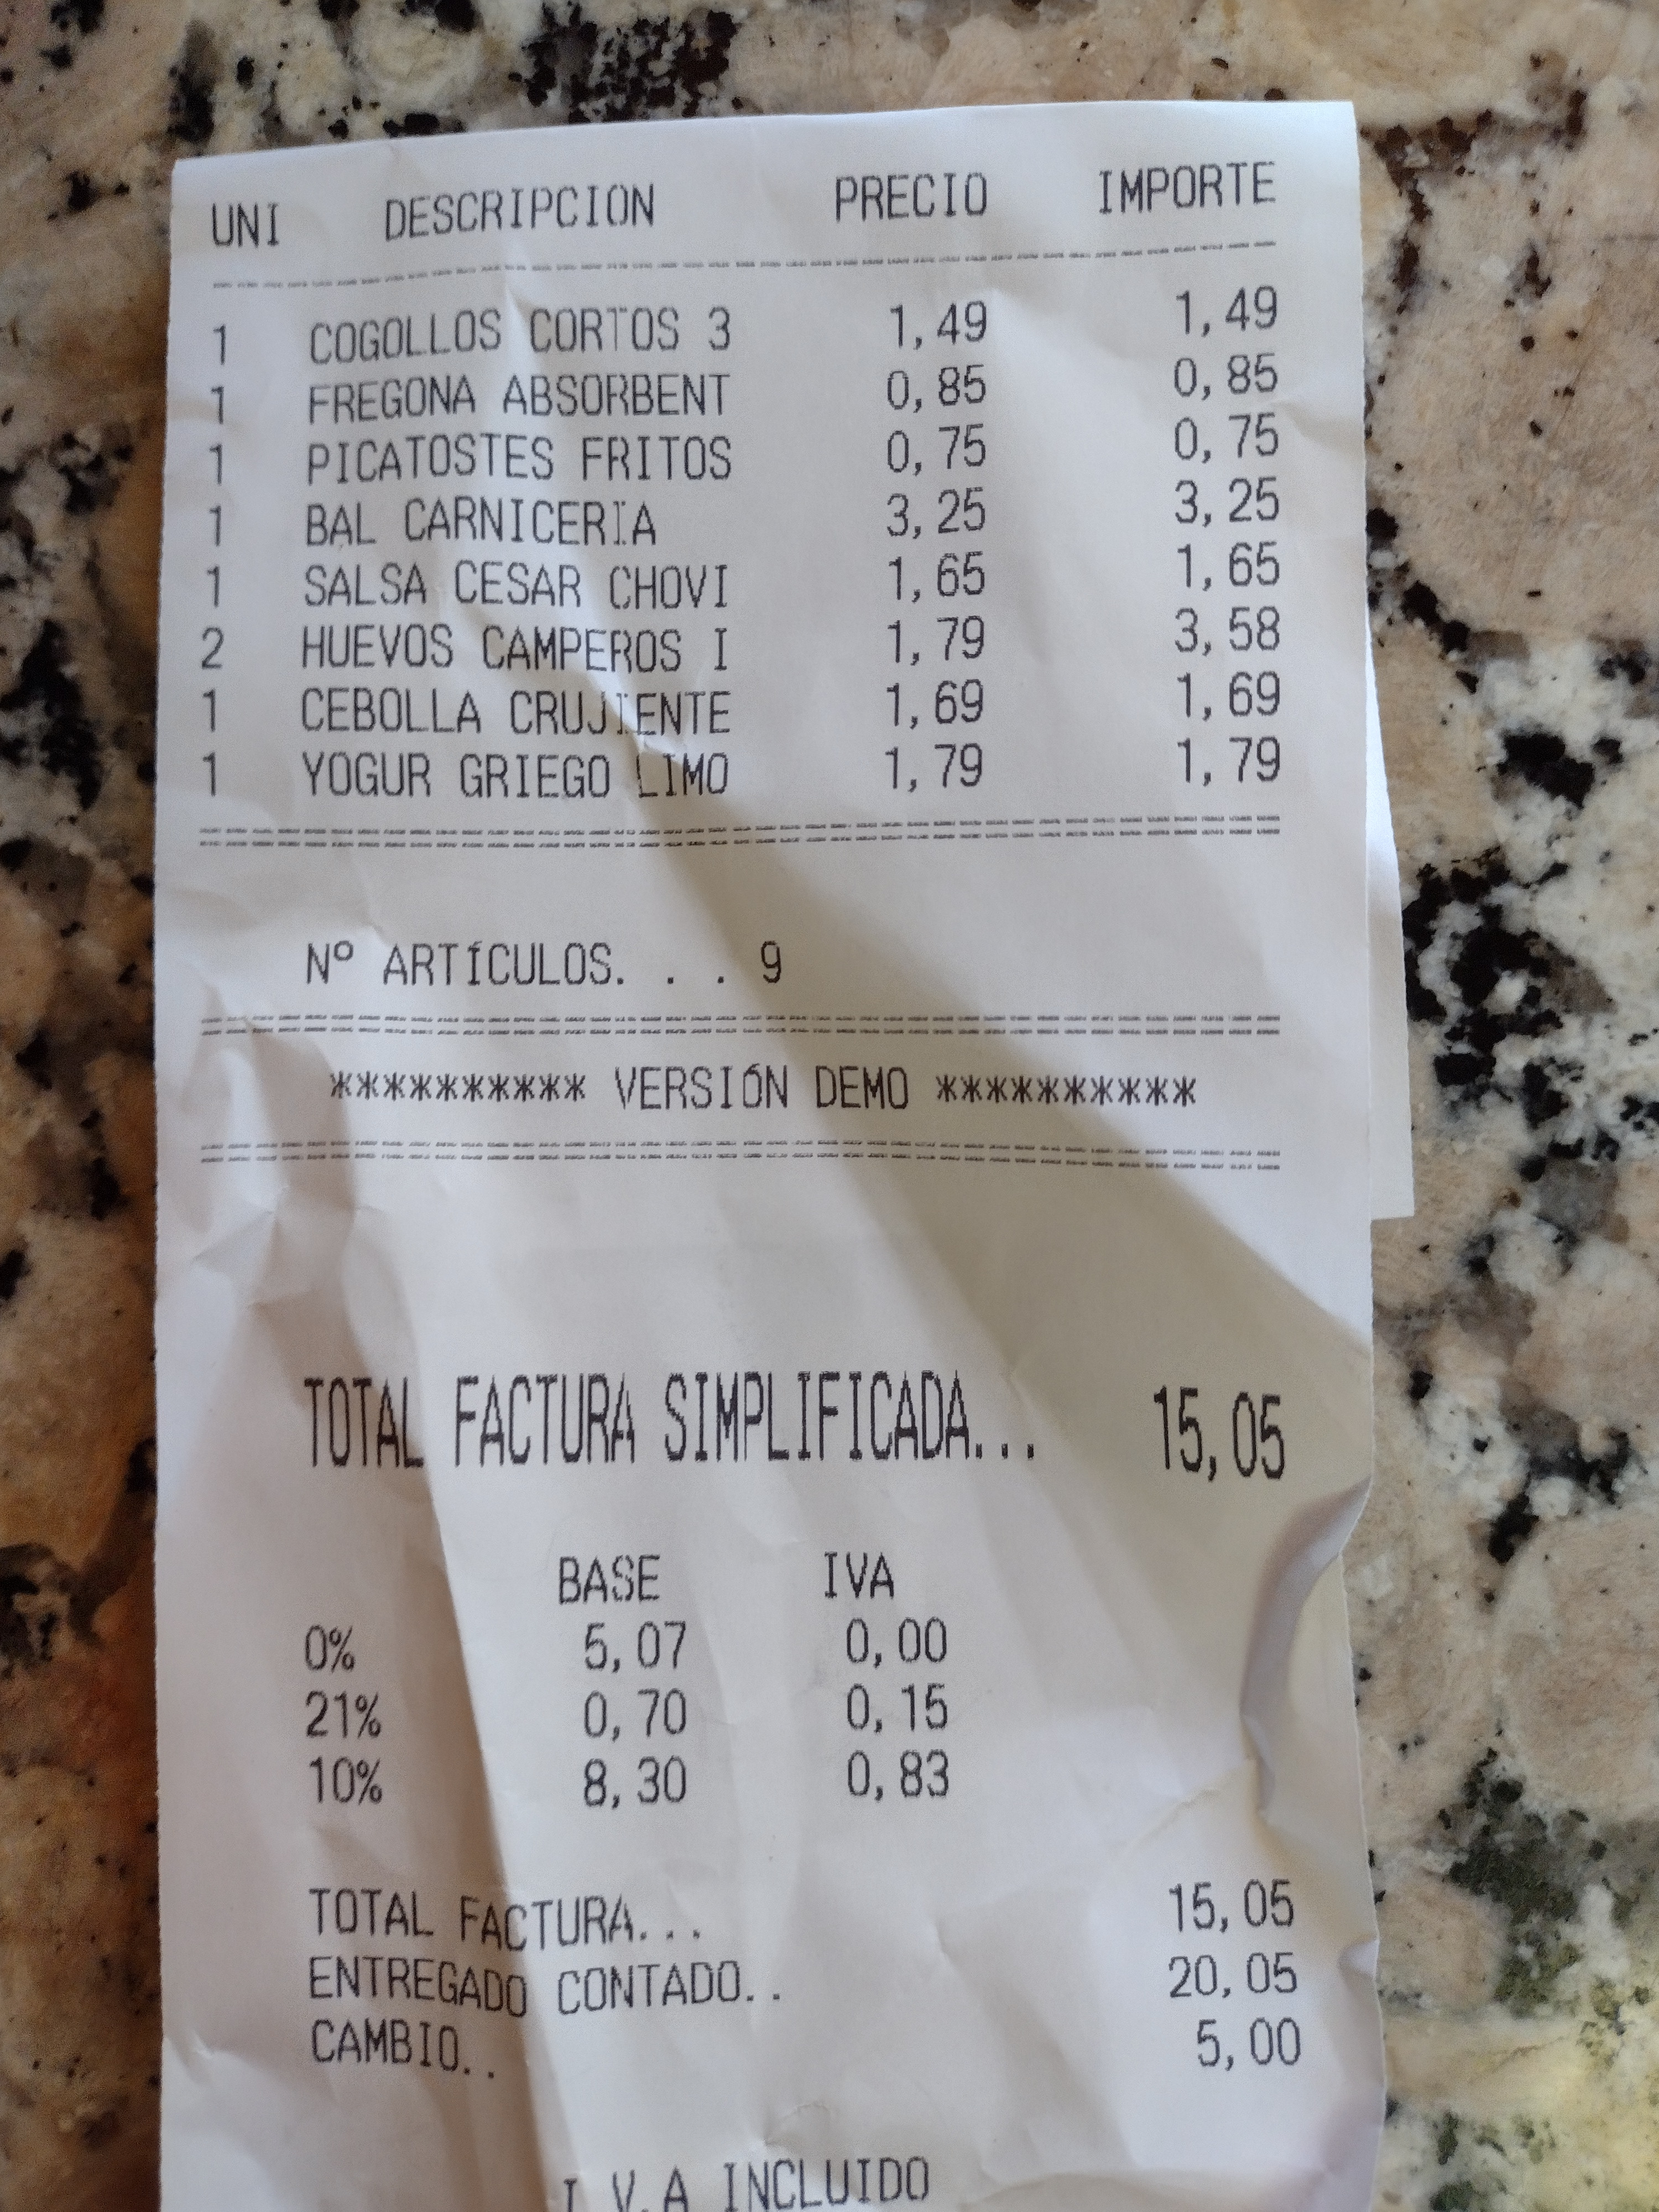 UNI DESCRIPCION PRECIO IMPORTE
1 COGOLLOS CORTOS 3 1,49 1,49
1 FREGONA ABSORBENT 0,85 0,85
1 PICATOSTES FRITOS 0,75 0,75
1 BAL CARNICERIA 3,25 3,25
1 SALSA CESAR CHOVI 1,65 1,65
2 HUEVOS CAMPEROS I 1,79 3,58
1 CEBOLLA CRUJIENTE 1,69 1,69
1 YOGUR GRIEGO LIMO 1,79 1,79
Nº ARTÍCULOS. . . 9
********** VERSIÓN DEMO **********
TOTAL FACTURA SIMPLIFICADA... 15,05
BASE IVA
0% 5,07 0,00
21% 0,70 0,15
10% 8,30 0,83
TOTAL FACTURA... 15,05
ENTREGADO CONTADO.. 20,05
CAMBIO.. 5,00
I.V.A INCLUIDO